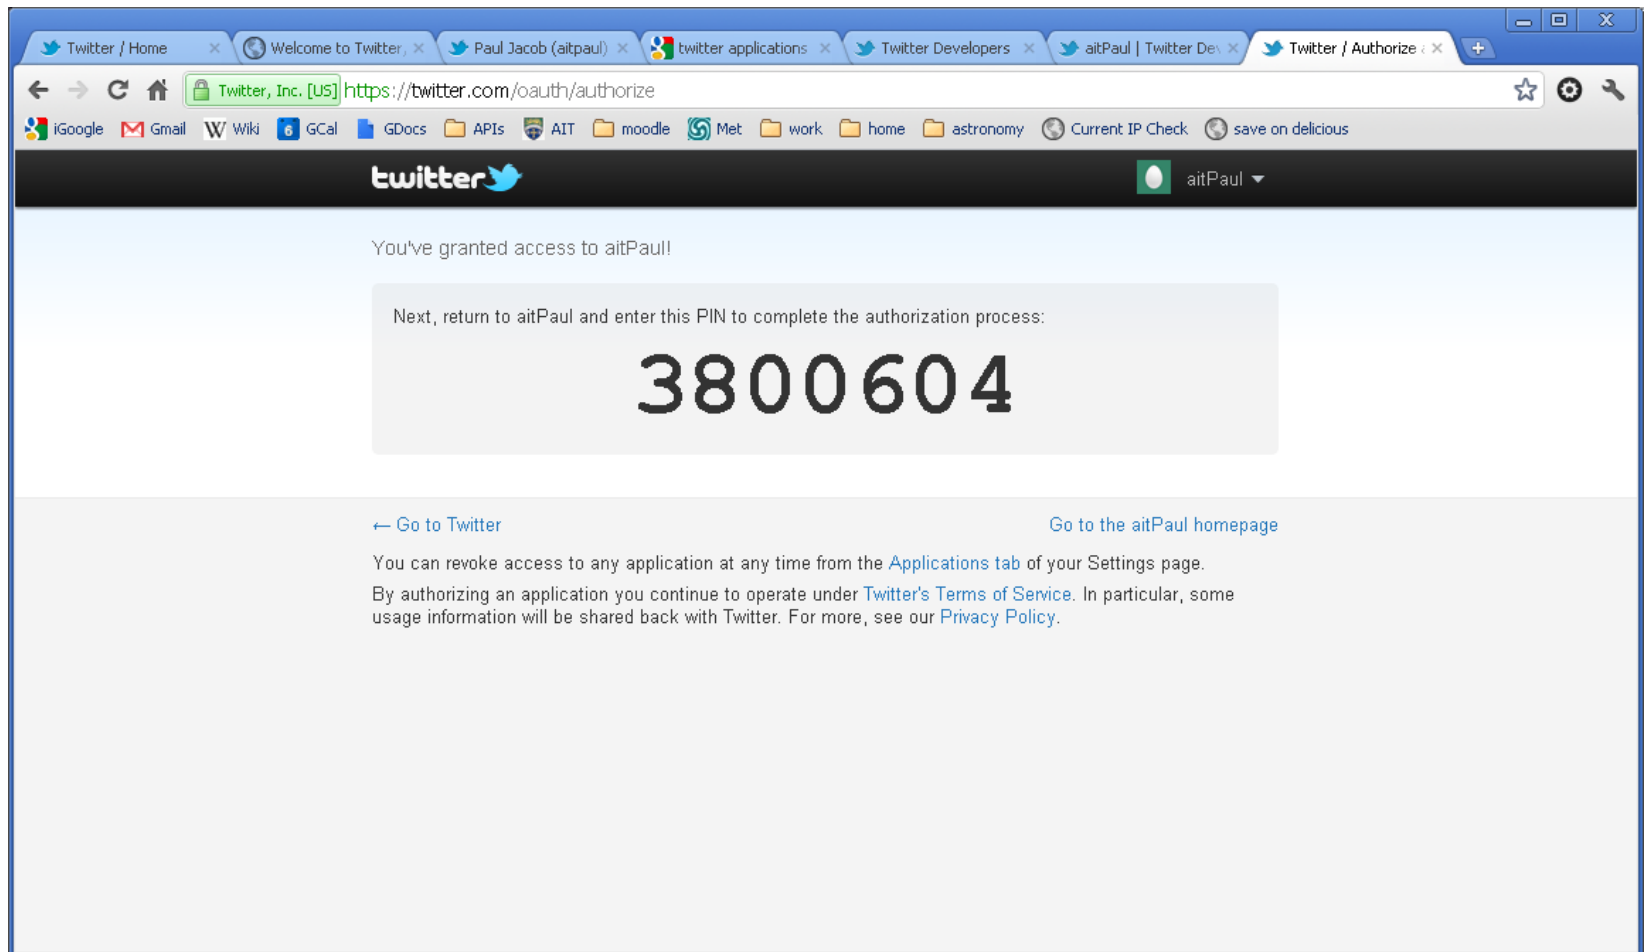 Twitter / Home
Welcome to Twitter,
Paul Jacob (aitpaul)
twitter applications
Twitter Developers
aitPaul | Twitter Dev
Twitter / Authorize a
Twitter, Inc. [US] https://twitter.com/oauth/authorize
iGoogle Gmail Wiki 6 GCal GDocs APIs AIT moodle Met work home astronomy Current IP Check save on delicious
twitter
aitPaul
You've granted access to aitPaul!
Next, return to aitPaul and enter this PIN to complete the authorization process:
3800604
← Go to Twitter
Go to the aitPaul homepage
You can revoke access to any application at any time from the Applications tab of your Settings page.
By authorizing an application you continue to operate under Twitter's Terms of Service. In particular, some
usage information will be shared back with Twitter. For more, see our Privacy Policy.